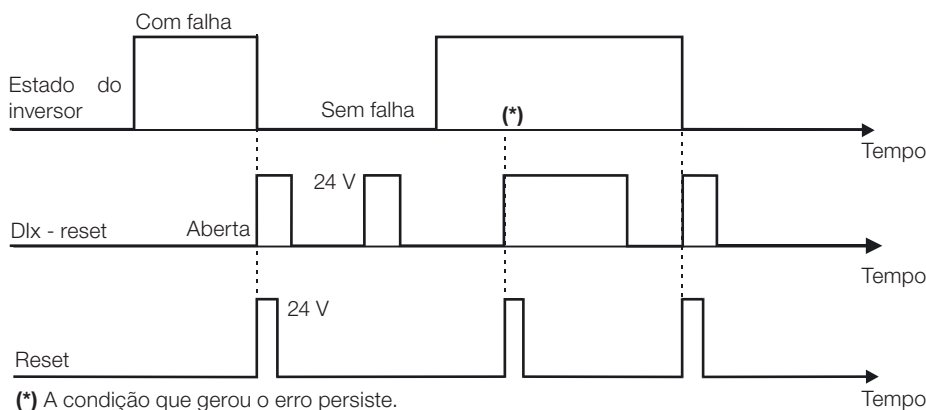 Com falha
Estado do
inversor
Sem falha
(*)
Tempo
24 V
DIx - reset
Aberta
Tempo
24 V
Reset
(*) A condição que gerou o erro persiste.
Tempo